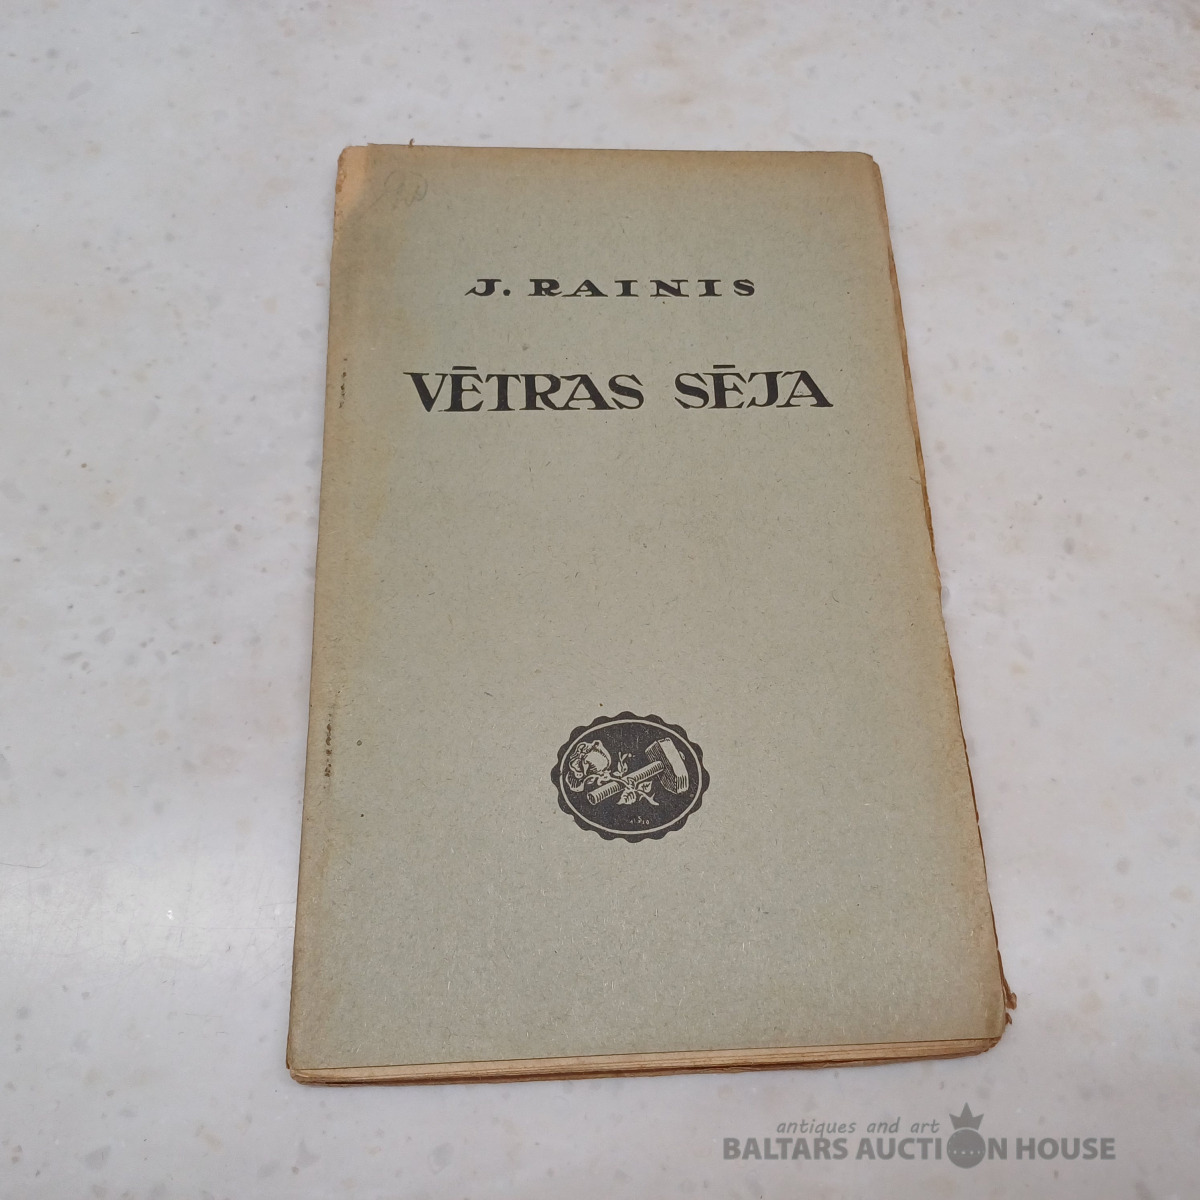 J. RAINIS
VĒTRAS SĒJA
antiques and art
BALTARS AUCTION HOUSE